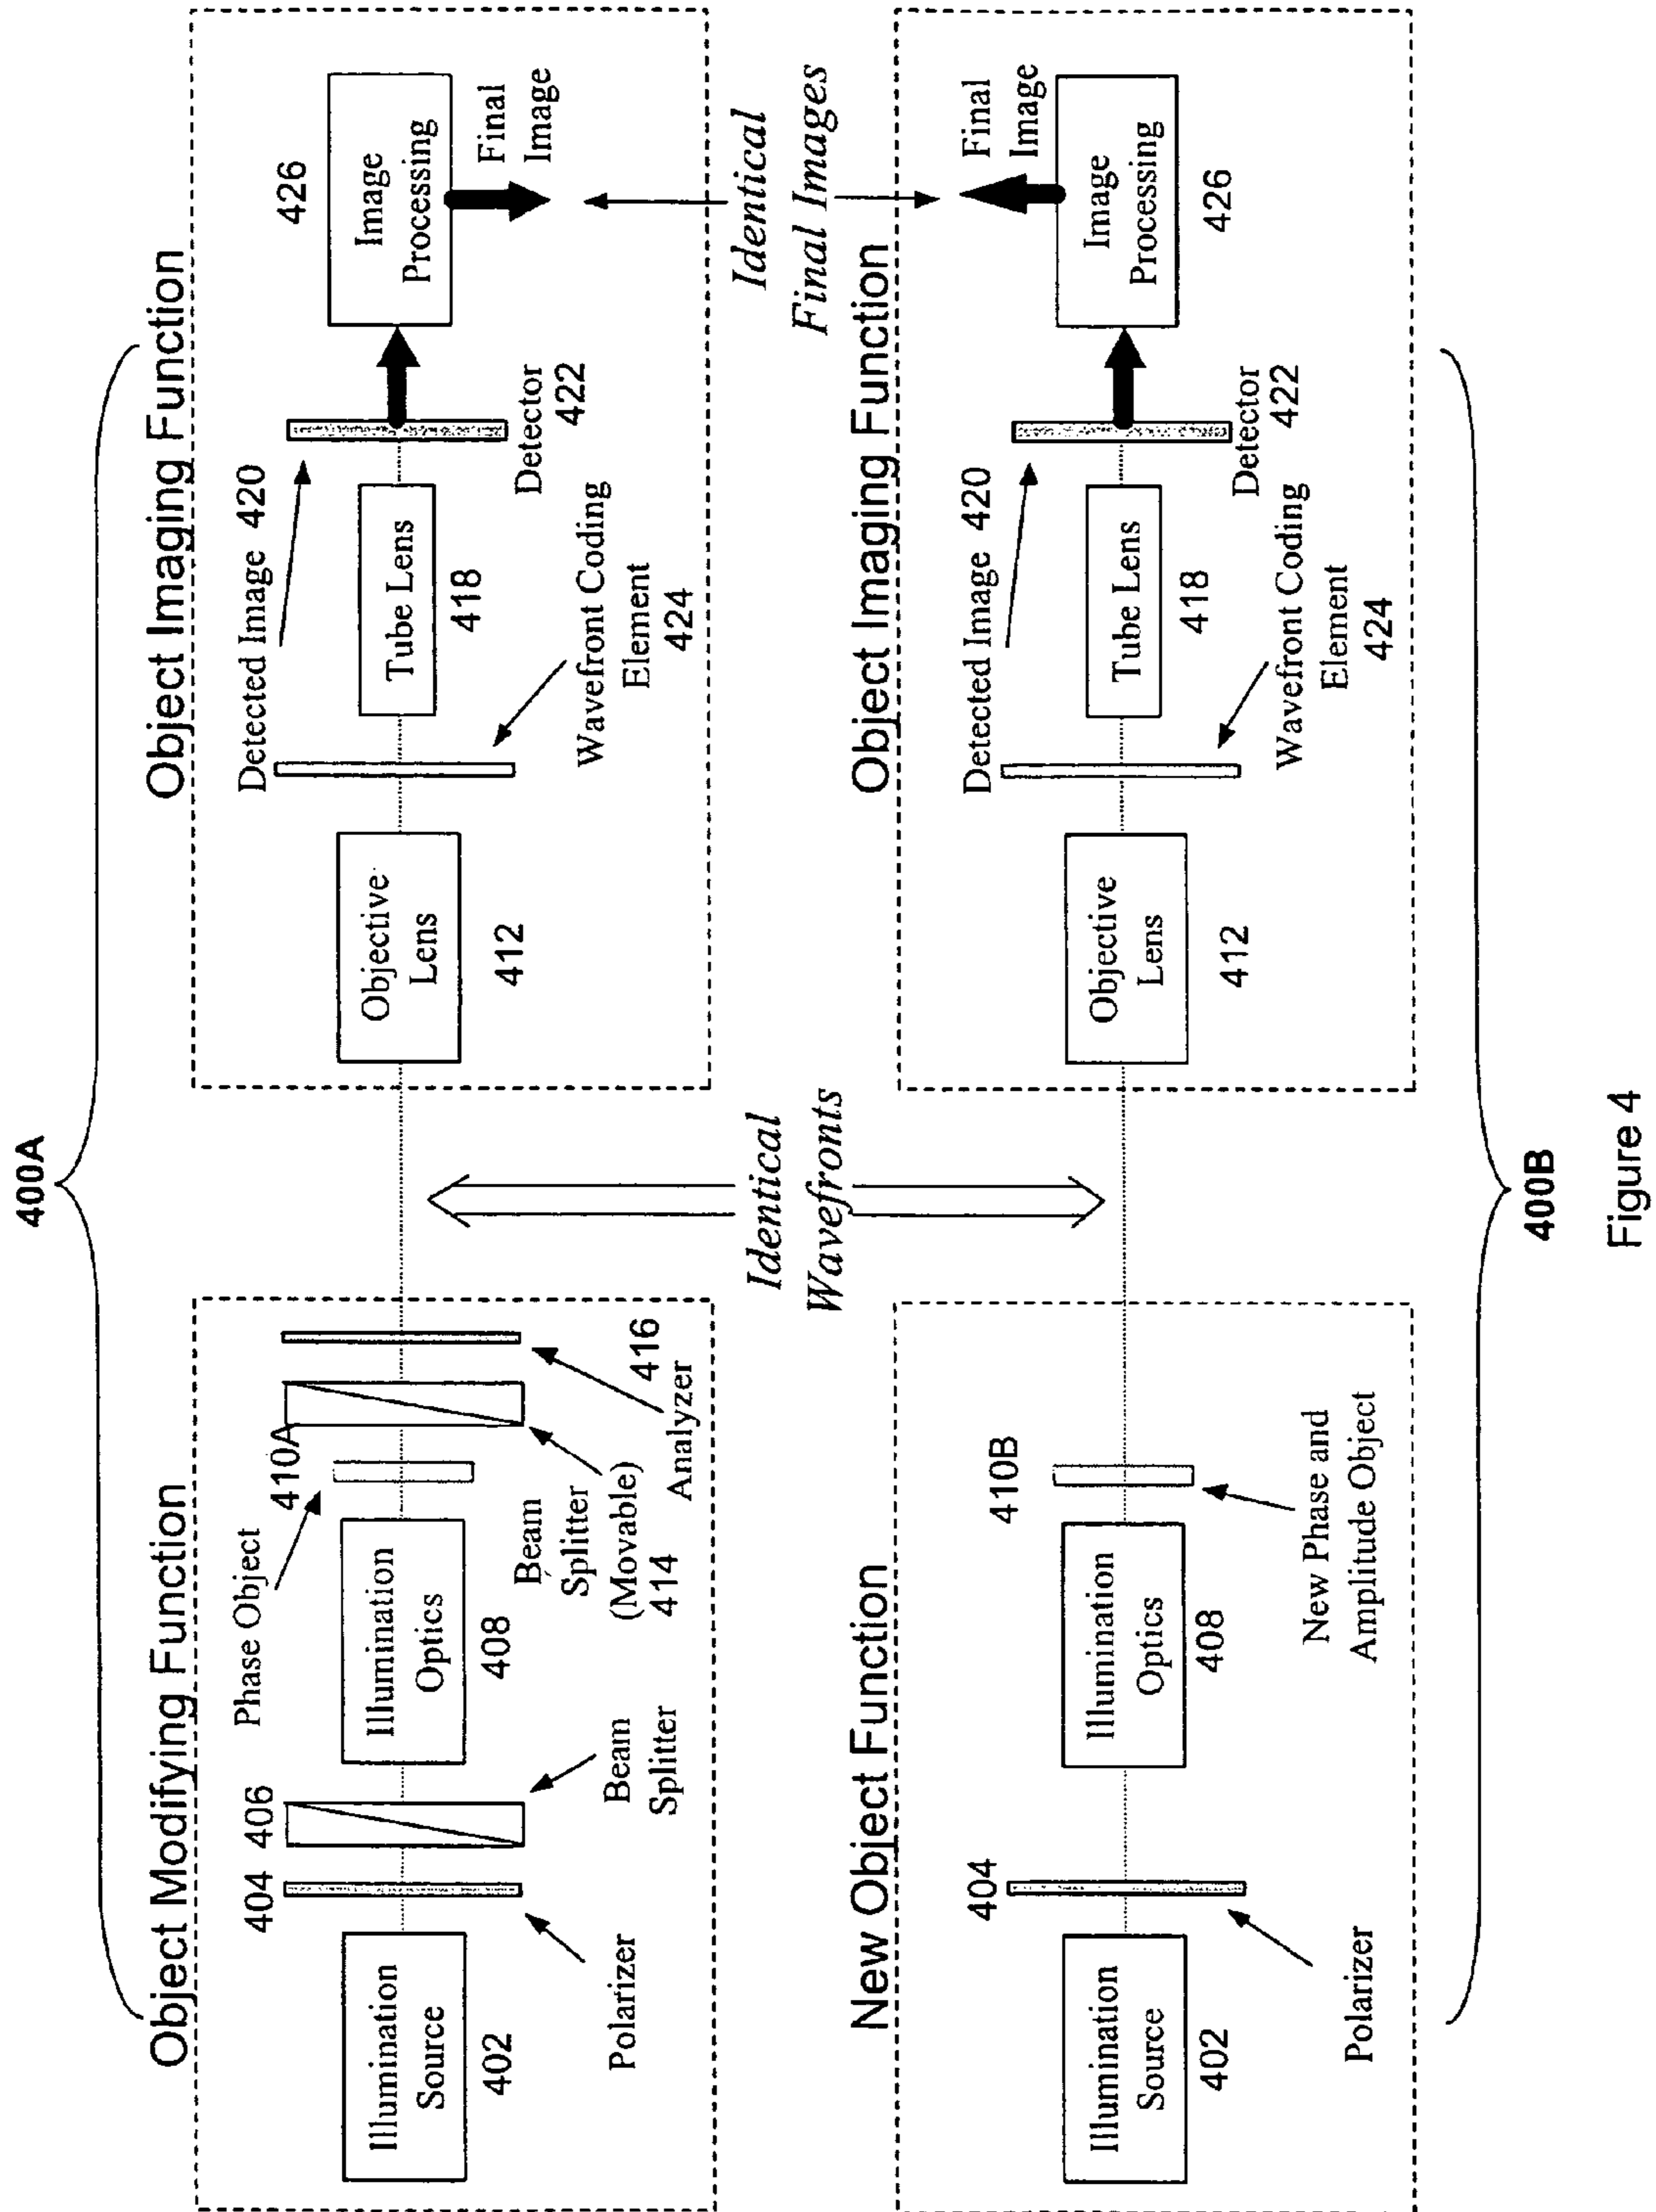 400A
Object Modifying Function
Object Imaging Function
404
406
Phase Object
410A
Detected Image 420
426
Illumination
Source
402
Illumination
Optics
408
Objective
Lens
412
Tube Lens
418
Image
Processing
Polarizer
Beam
Splitter
Beam
Splitter
(Movable)
414
Analyzer
416
Wavefront Coding
Element
424
Detector
422
Final
Image
Identical
Wavefronts
Identical
Final Images
New Object Function
Object Imaging Function
404
410B
Detected Image 420
Final
Image
Illumination
Source
402
Illumination
Optics
408
Objective
Lens
412
Tube Lens
418
Image
Processing
426
Polarizer
New Phase and
Amplitude Object
Wavefront Coding
Element
424
Detector
422
400B
Figure 4